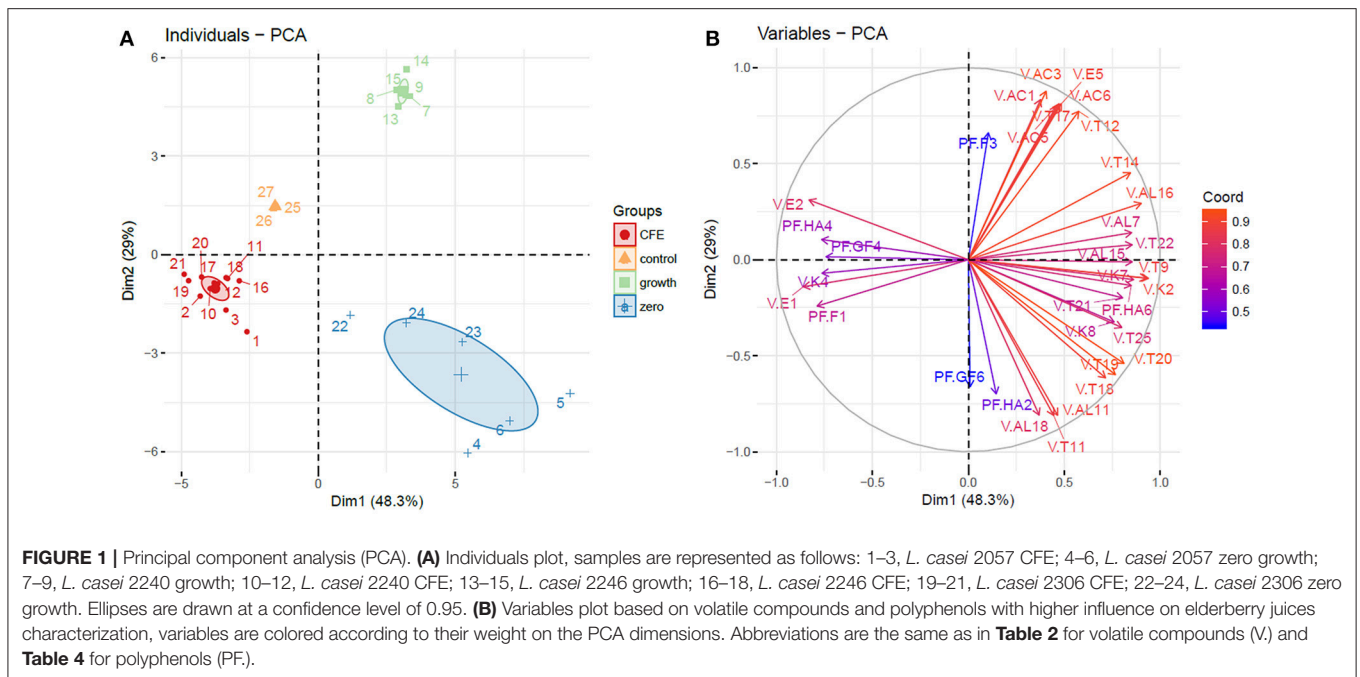 A Individuals − PCA
6
3
0
−3
−6
Dim2 (29%)
−5 0 5
Dim1 (48.3%)
14
15 9
8 7
13
27
25
26
20 11
21 17 18
19 12 16
2 10 3
1
22 24
23
5
6
4
Groups
CFE
control
growth
zero
B Variables − PCA
1.0
0.5
0.0
−0.5
−1.0
Dim2 (29%)
−1.0 −0.5 0.0 0.5 1.0
Dim1 (48.3%)
V.AC3 V.E5
V.AC1 V.AC6
V.T17 V.T12
V.AC5
PF.F3
V.T14
V.E2 V.AL16
PF.HA4 V.AL7
PF.GF4 V.AL15 V.T22
V.K4 V.K7 V.T9
V.E1 V.K2
PF.F1 V.T21 PF.HA6
V.K8 V.T25
V.T19 V.T20
PF.GF6 V.T18
PF.HA2 V.AL11
V.AL18
V.T11
Coord
0.9
0.8
0.7
0.6
0.5
FIGURE 1 | Principal component analysis (PCA). (A) Individuals plot, samples are represented as follows: 1–3, L. casei 2057 CFE; 4–6, L. casei 2057 zero growth;
7–9, L. casei 2240 growth; 10–12, L. casei 2240 CFE; 13–15, L. casei 2246 growth; 16–18, L. casei 2246 CFE; 19–21, L. casei 2306 CFE; 22–24, L. casei 2306 zero
growth. Ellipses are drawn at a confidence level of 0.95. (B) Variables plot based on volatile compounds and polyphenols with higher influence on elderberry juices
characterization, variables are colored according to their weight on the PCA dimensions. Abbreviations are the same as in Table 2 for volatile compounds (V.) and
Table 4 for polyphenols (PF.).